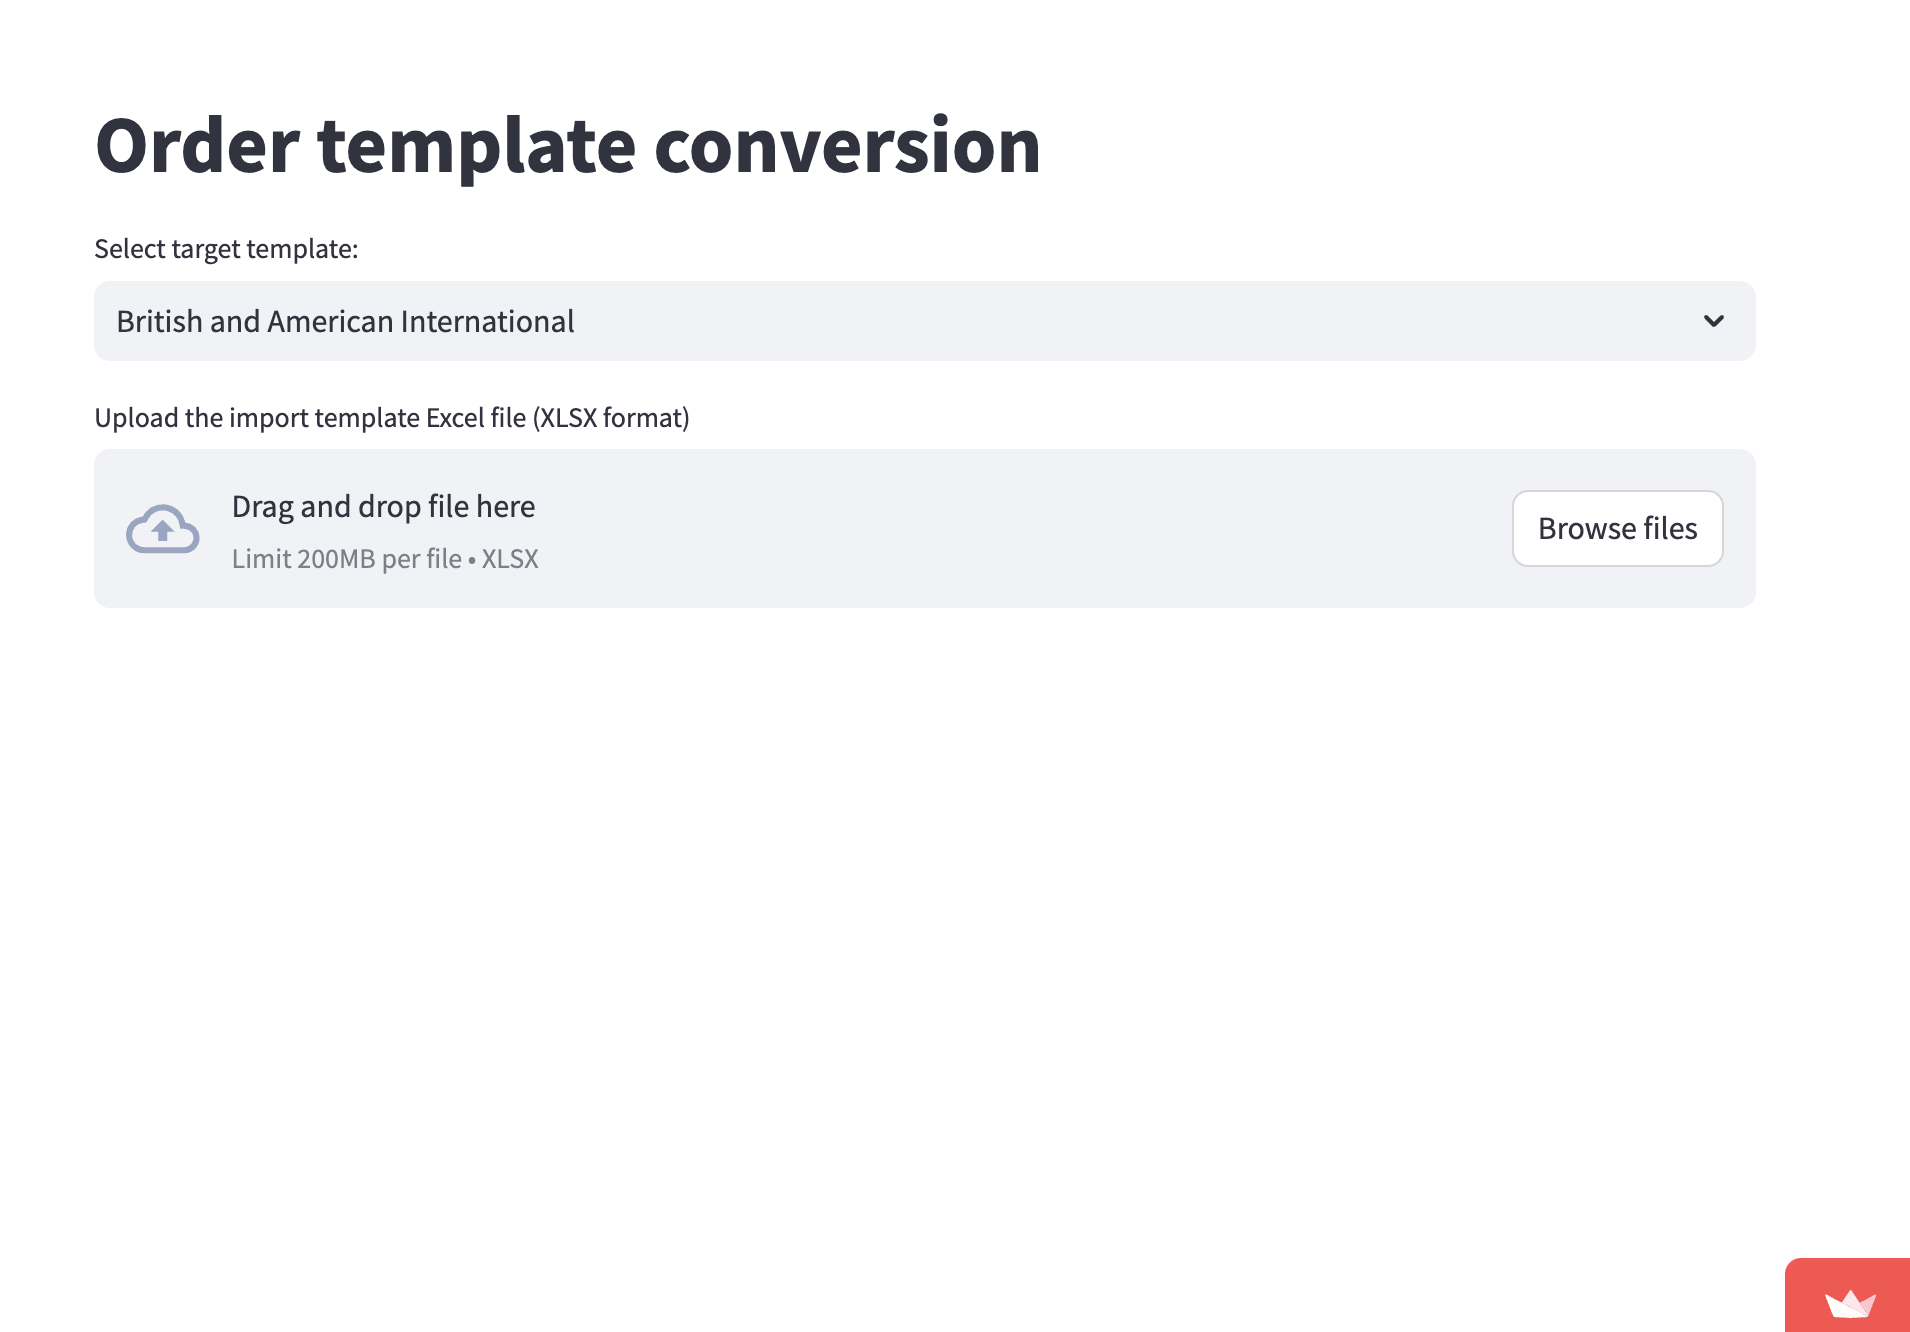 Order template conversion
Select target template:
British and American International
Upload the import template Excel file (XLSX format)
Drag and drop file here
Limit 200MB per file • XLSX
Browse files